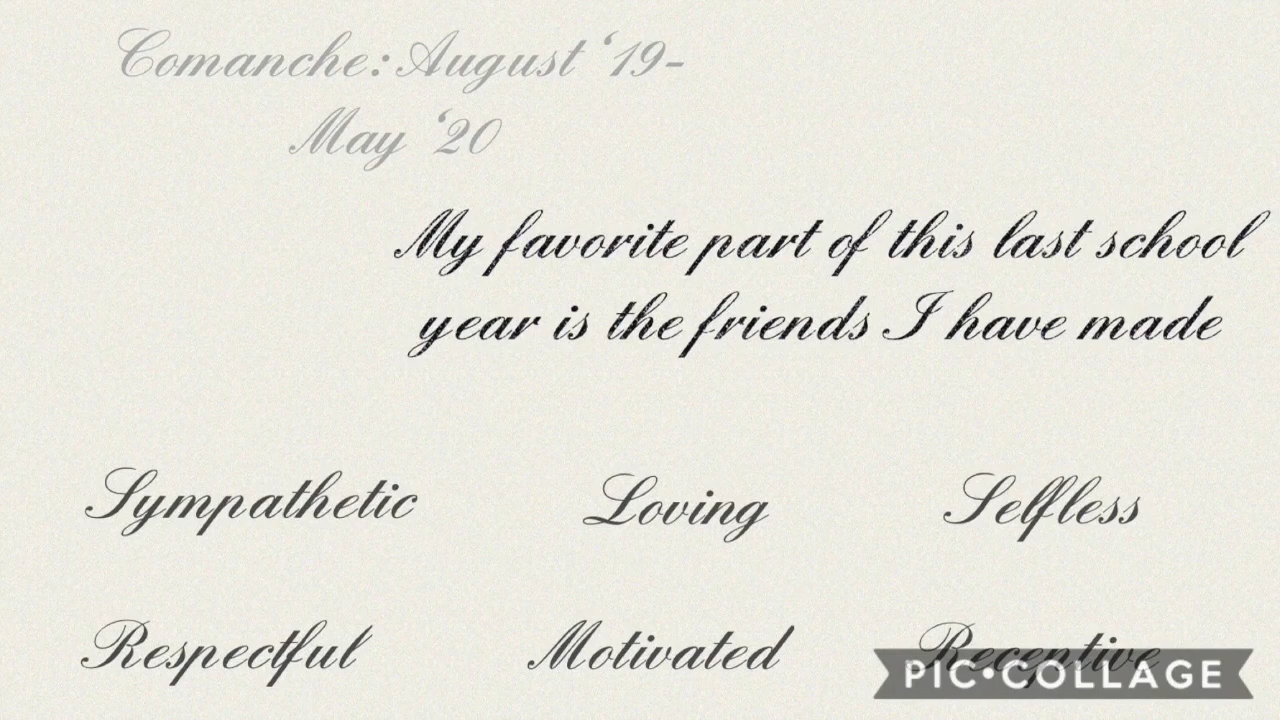 Comanche: August ‘19-
May ‘20
My favorite part of this last school
year is the friends I have made
Sympathetic Loving Selfless
Respectful Motivated Receptive
PIC•COLLAGE